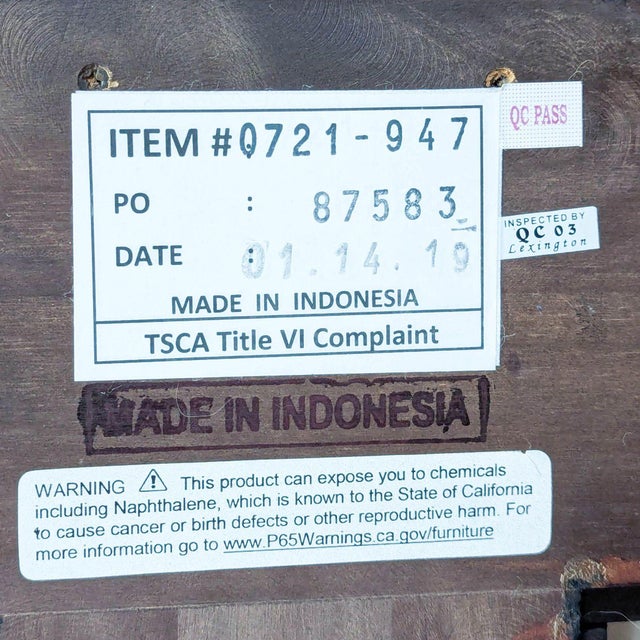 ITEM #0721-947
QC PASS
PO : 87583
INSPECTED BY
QC 03
Lexington
DATE : 01.14.19
MADE IN INDONESIA
TSCA Title VI Complaint
MADE IN INDONESIA
WARNING ⚠ This product can expose you to chemicals
including Naphthalene, which is known to the State of California
to cause cancer or birth defects or other reproductive harm. For
more information go to www.P65Warnings.ca.gov/furniture